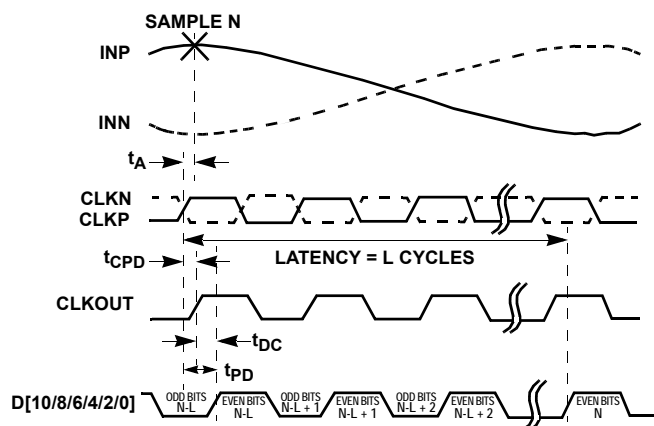 SAMPLE N
INP
INN
tA
CLKN
CLKP
LATENCY = L CYCLES
tCPD
CLKOUT
tDC
tPD
D[10/8/6/4/2/0]
ODD BITS
N-L
EVEN BITS
N-L
ODD BITS
N-L + 1
EVEN BITS
N-L + 1
ODD BITS
N-L + 2
EVEN BITS
N-L + 2
EVEN BITS
N